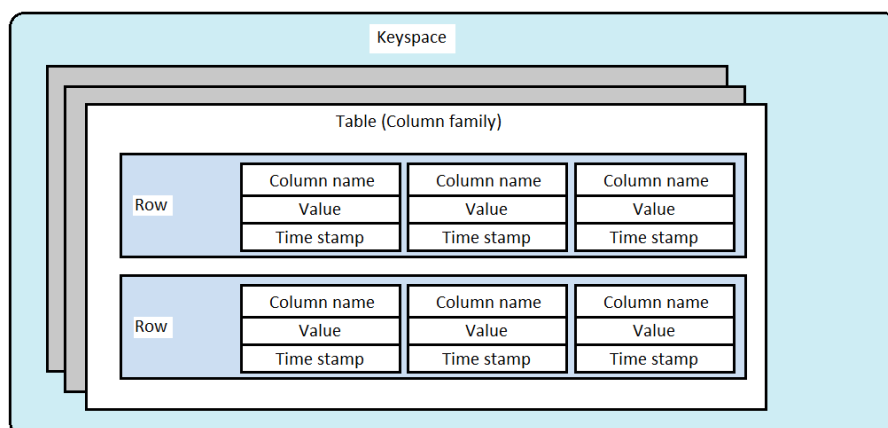 Keyspace
Table (Column family)
Row
Column name Column name Column name
Value Value Value
Time stamp Time stamp Time stamp
Row
Column name Column name Column name
Value Value Value
Time stamp Time stamp Time stamp